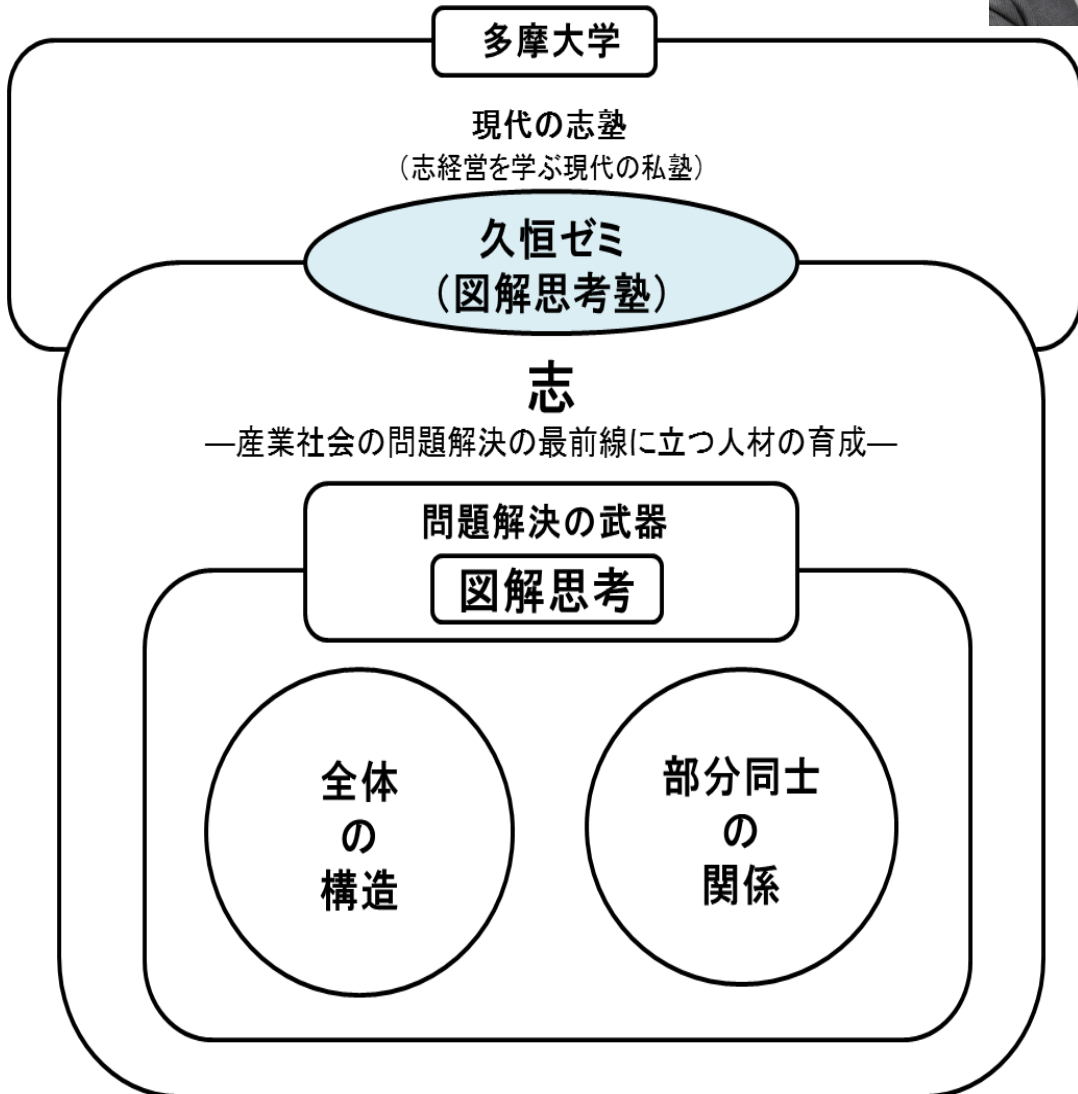 多摩大学
現代の志塾
（志経営を学ぶ現代の私塾）
久恒ゼミ
（図解思考塾）
志
―産業社会の問題解決の最前線に立つ人材の育成―
問題解決の武器
図解思考
全体
の
構造
部分同士
の
関係